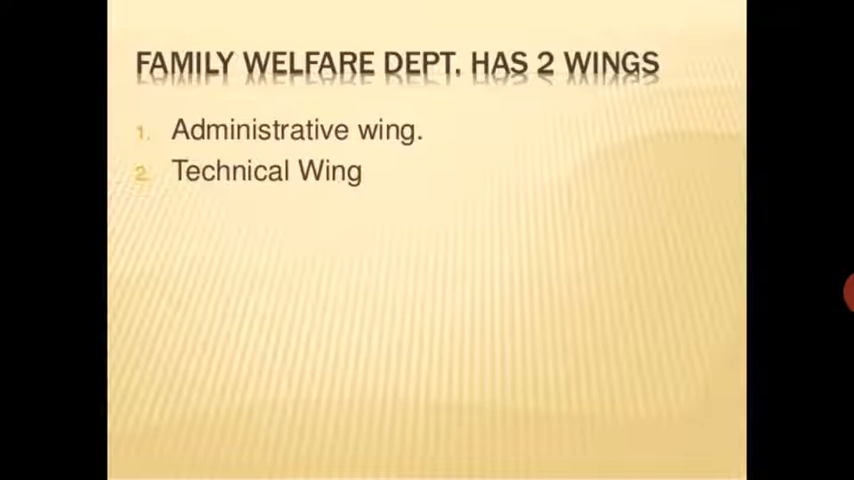 FAMILY WELFARE DEPT. HAS 2 WINGS
1. Administrative wing.
2. Technical Wing